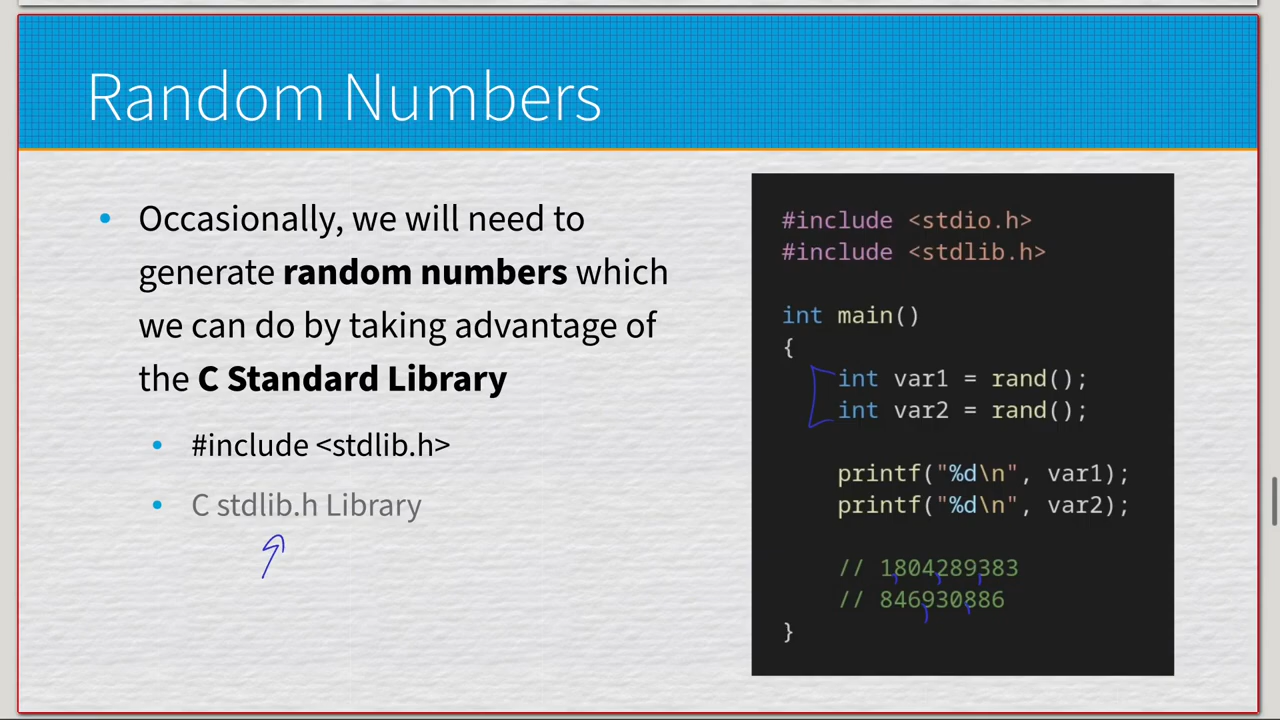 Random Numbers
• Occasionally, we will need to
generate random numbers which
we can do by taking advantage of
the C Standard Library
• #include <stdlib.h>
• C stdlib.h Library
#include <stdio.h>
#include <stdlib.h>
int main()
{
int var1 = rand();
int var2 = rand();
printf("%d\n", var1);
printf("%d\n", var2);
// 1804289383
// 846930886
}